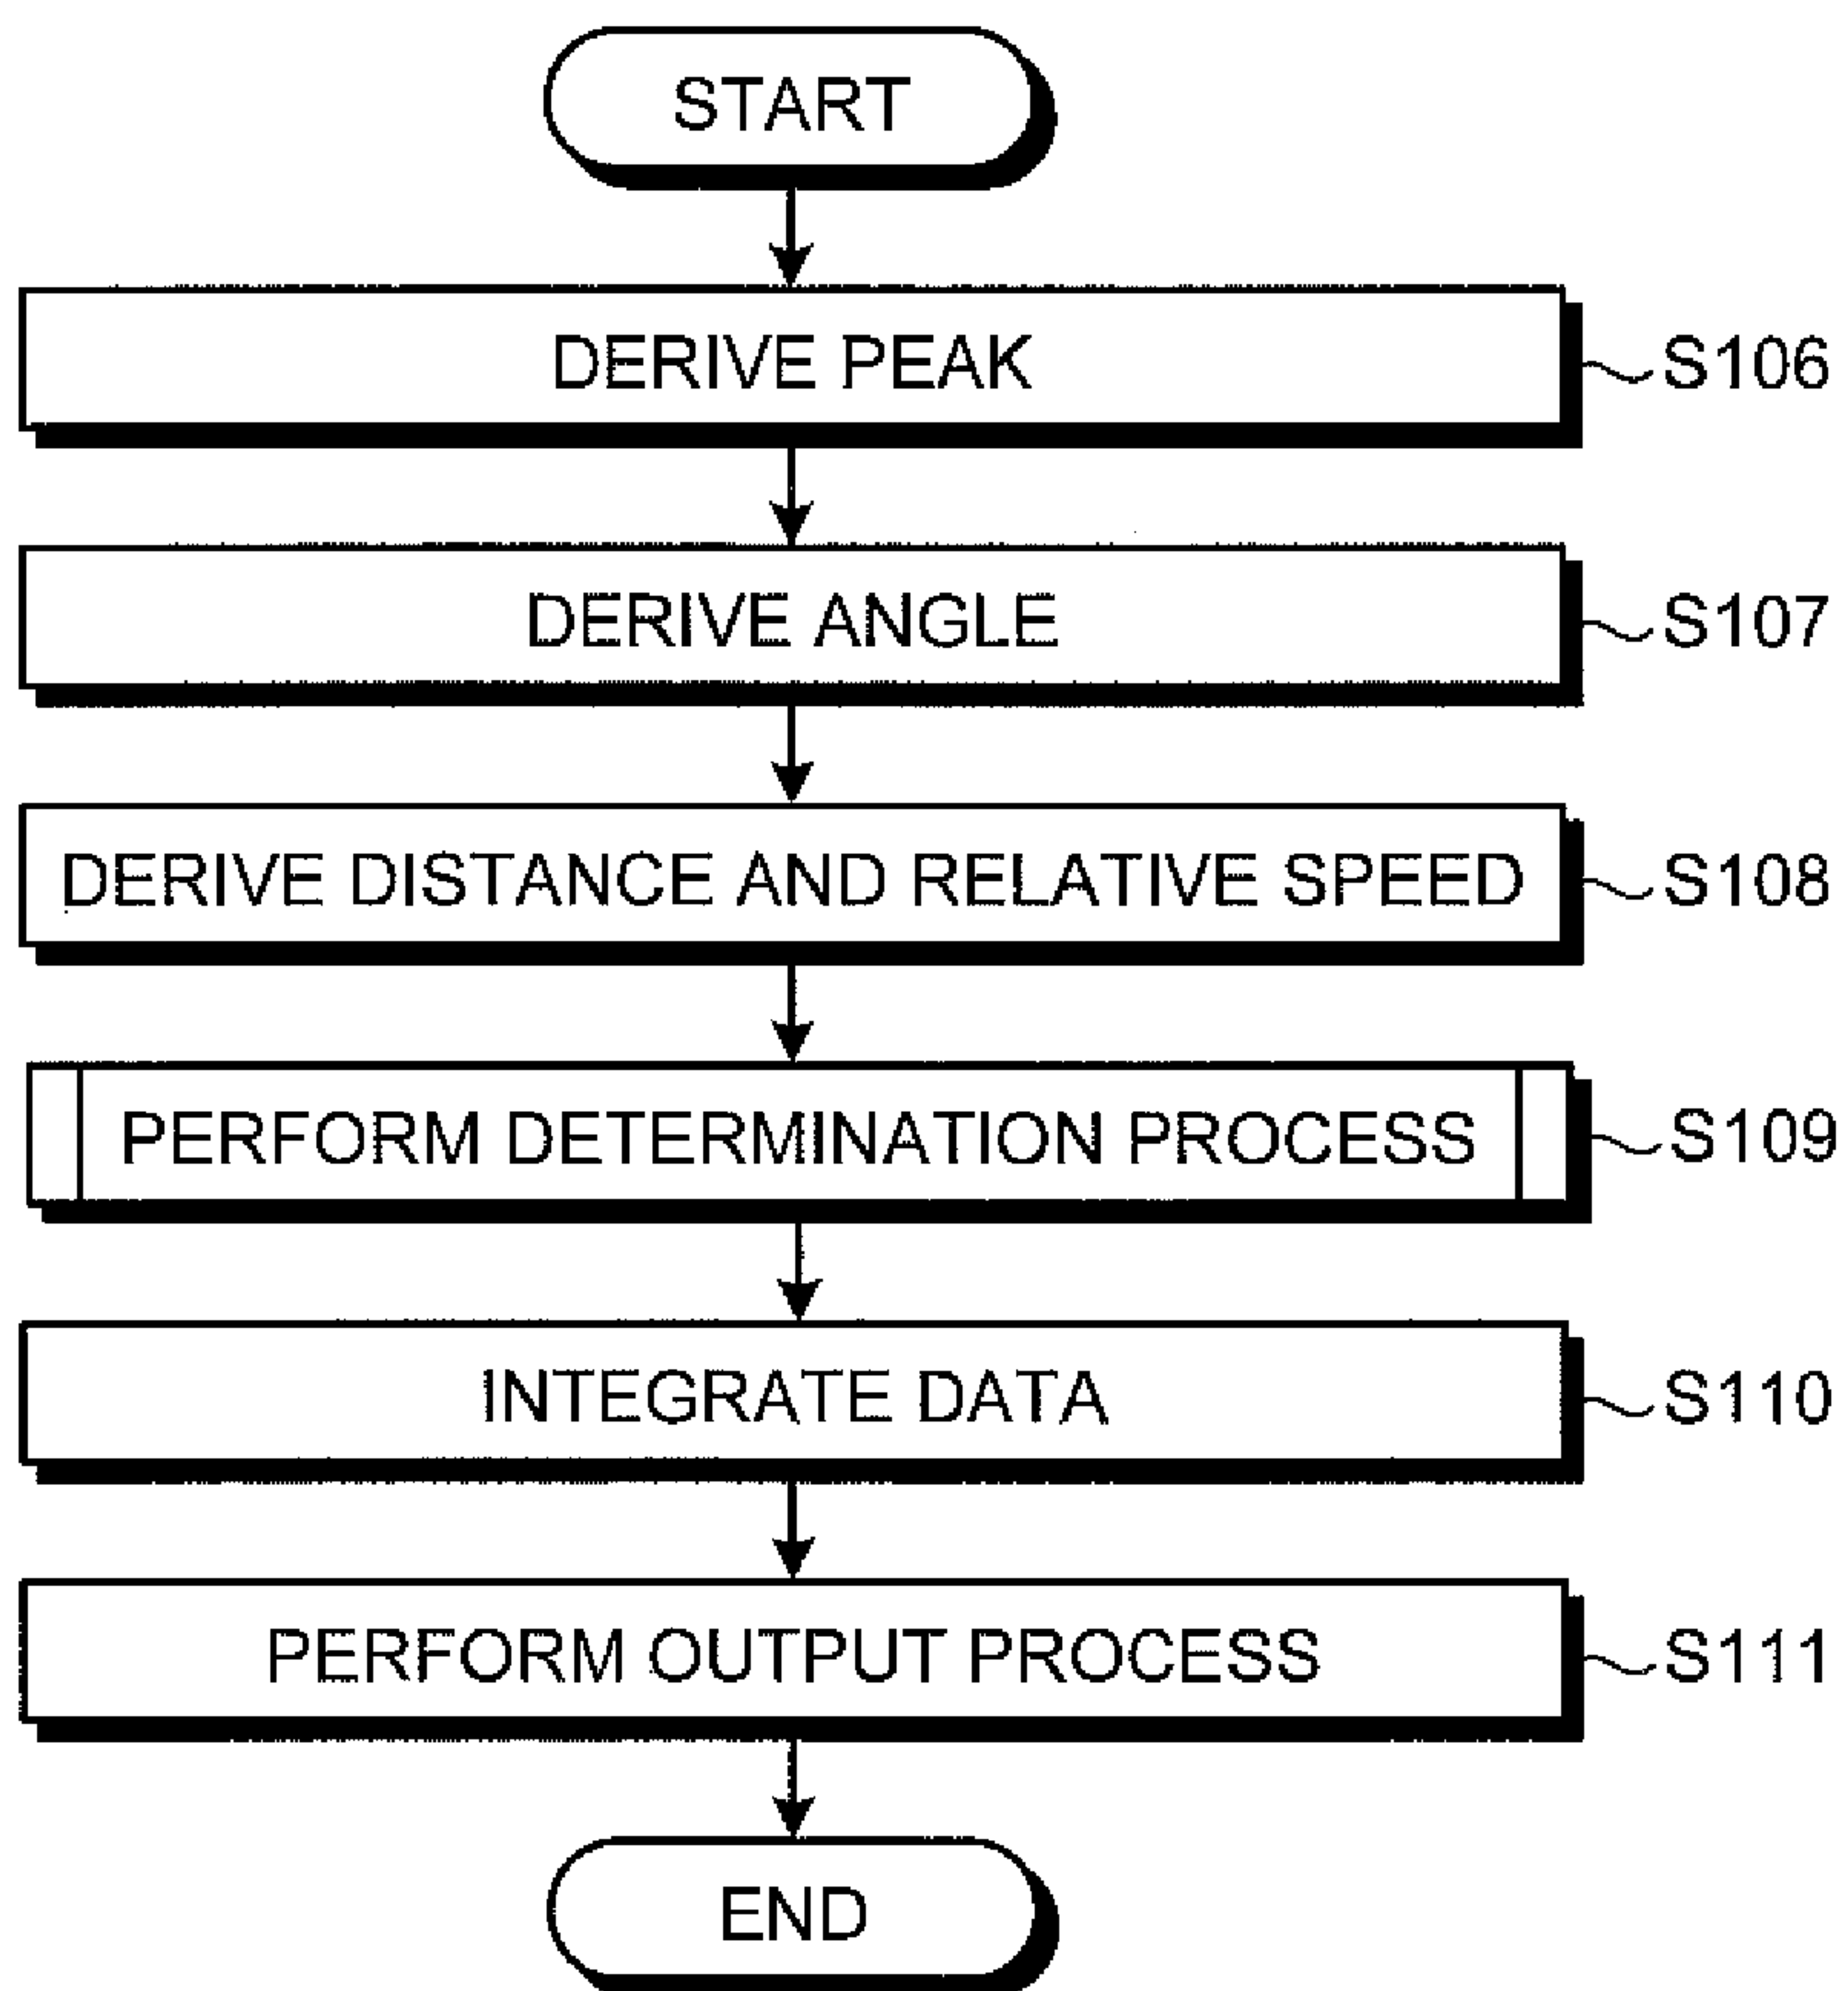 START
DERIVE PEAK
S106
DERIVE ANGLE
S107
DERIVE DISTANCE AND RELATIVE SPEED
S108
PERFORM DETERMINATION PROCESS
S109
INTEGRATE DATA
S110
PERFORM OUTPUT PROCESS
S111
END